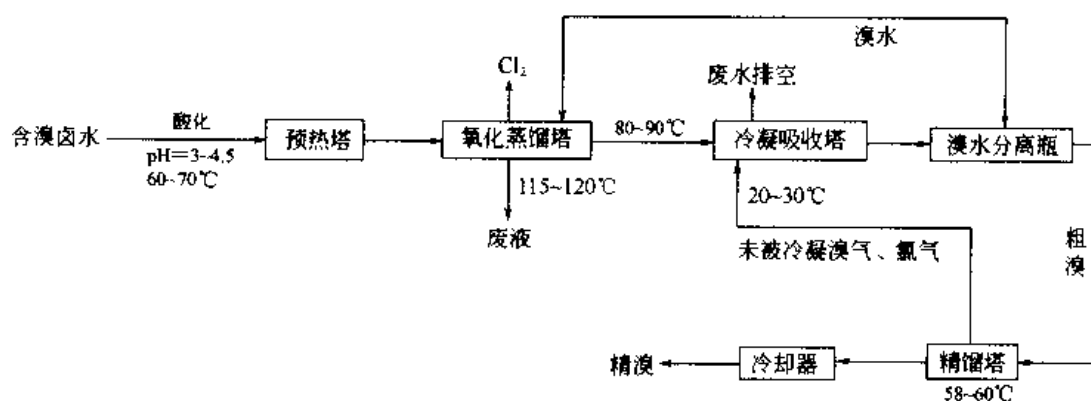 溴水
Cl₂
废水排空
含溴卤水
酸化
pH=3~4.5
60~70℃
预热塔
氧化蒸馏塔
80~90℃
冷凝吸收塔
溴水分离瓶
115~120℃
废液
20~30℃
未被冷凝溴气、氯气
粗
溴
精溴
冷却器
精馏塔
58~60℃